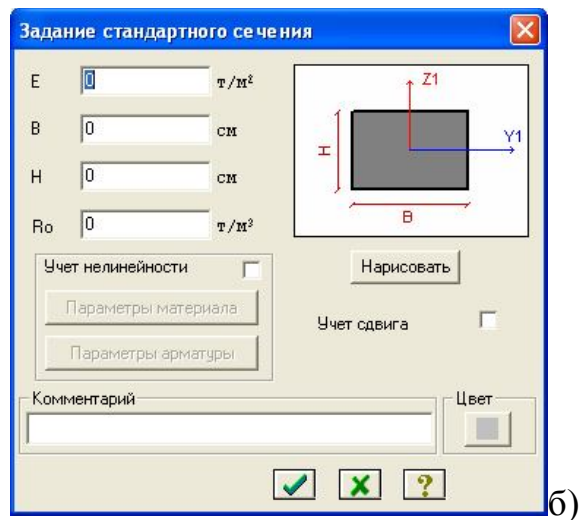 Задание стандартного сечения
E 0 т/м²
B 0 см
H 0 см
Ro 0 т/м³
Z1
Y1
H
B
Учет нелинейности
Параметры материала
Параметры арматуры
Нарисовать
Учет сдвига
Комментарий
Цвет
?
б)